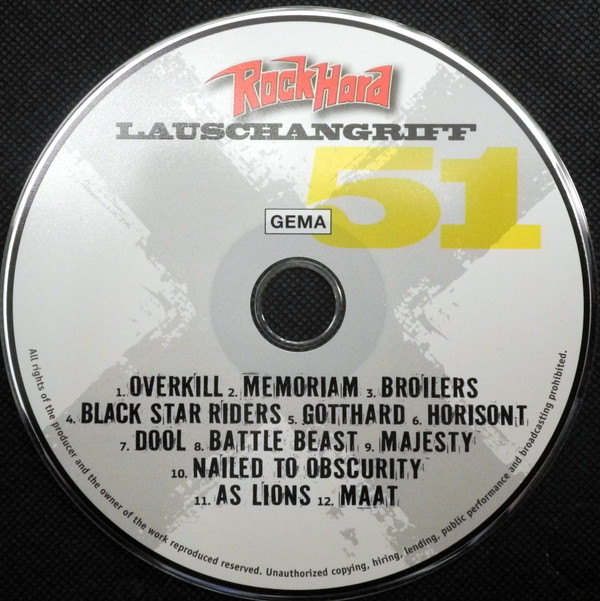 RockHard
LAUSCHANGRIFF
51
GEMA
1. OVERKILL 2. MEMORIAM 3. BROILERS
4. BLACK STAR RIDERS 5. GOTTHARD 6. HORISONT
7. DOOL 8. BATTLE BEAST 9. MAJESTY
10. NAILED TO OBSCURITY
11. AS LIONS 12. MAAT
All rights of the producer and the owner of the work reproduced reserved. Unauthorized copying, hiring, lending, public performance and broadcasting prohibited.